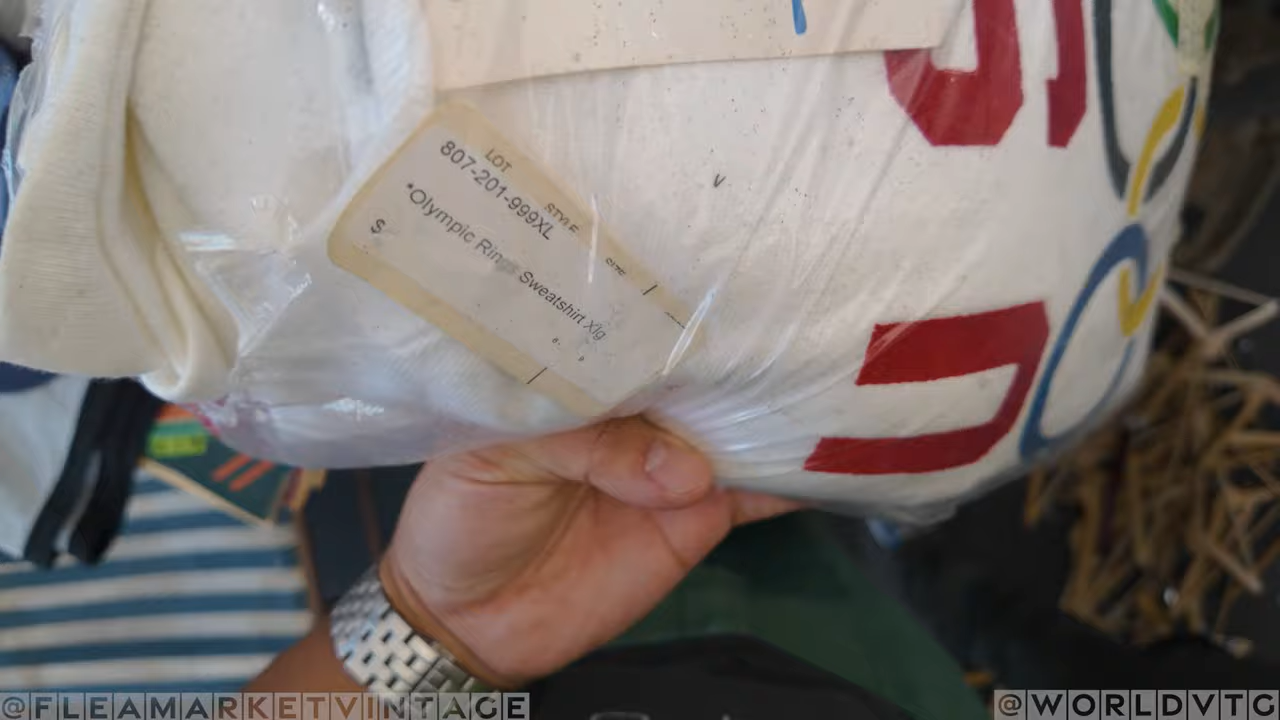 LOT
STYLE
SIZE
807-201-999XL
*Olympic Rings Sweatshirt Xlg
$
@FLEAMARKETVINTAGE
@WORLDVTG